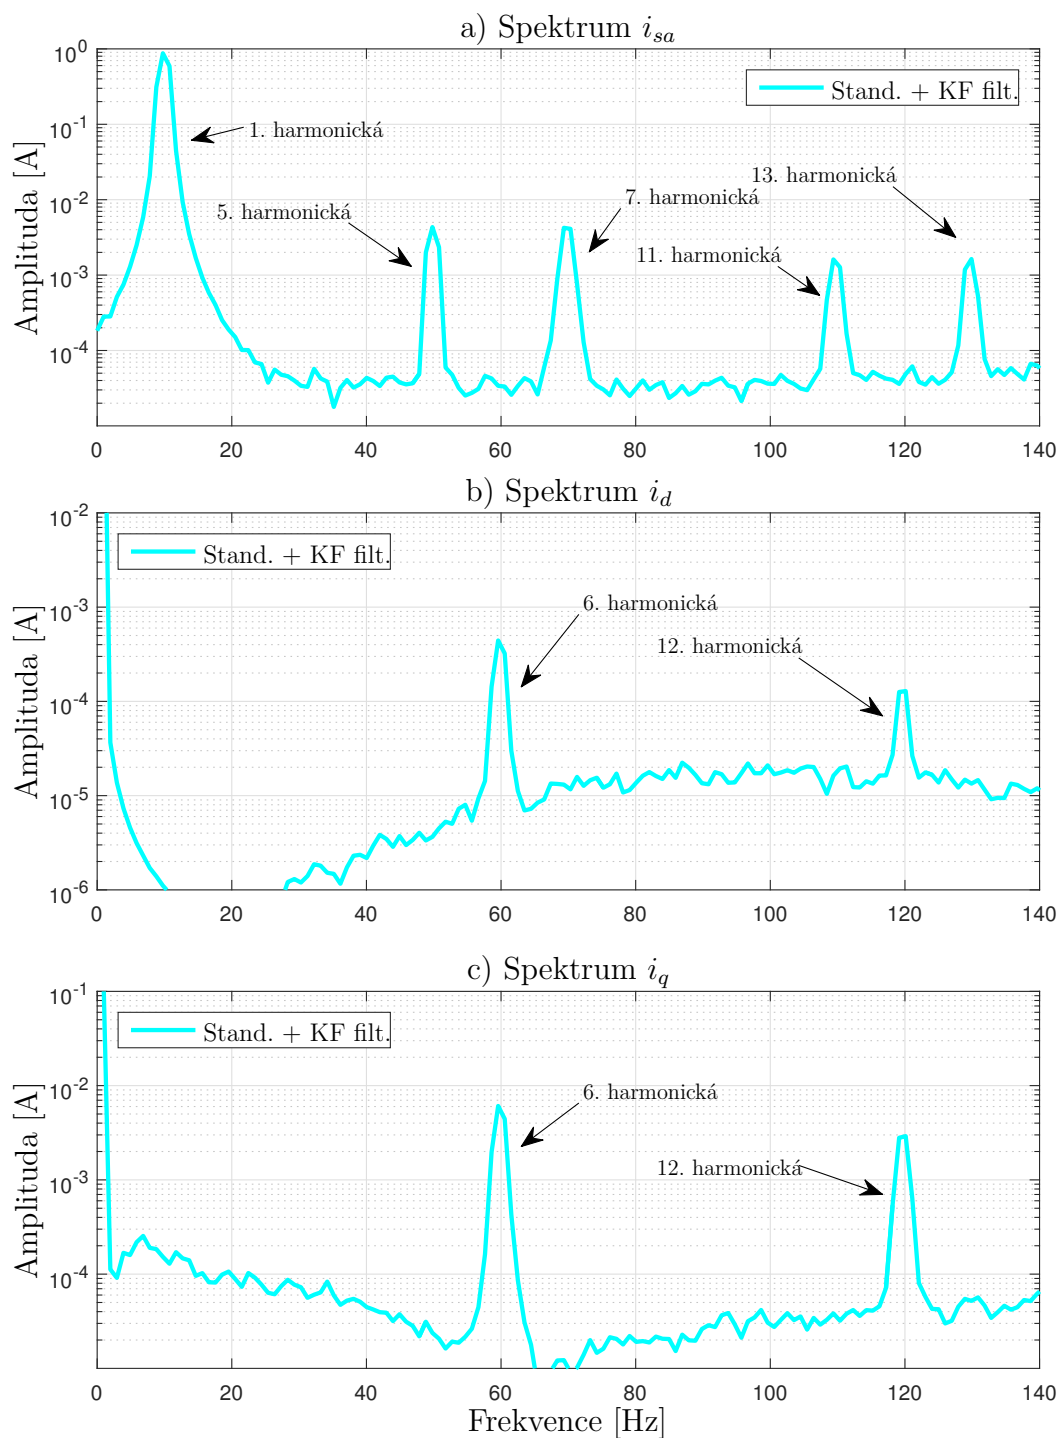 a) Spektrum i_sa
Amplituda [A]
10^0
10^-1
10^-2
10^-3
10^-4
Stand. + KF filt.
1. harmonická
5. harmonická
7. harmonická
11. harmonická
13. harmonická
0 20 40 60 80 100 120 140
b) Spektrum i_d
Amplituda [A]
10^-2
10^-3
10^-4
10^-5
10^-6
Stand. + KF filt.
6. harmonická
12. harmonická
0 20 40 60 80 100 120 140
c) Spektrum i_q
Amplituda [A]
10^-1
10^-2
10^-3
10^-4
Stand. + KF filt.
6. harmonická
12. harmonická
0 20 40 60 80 100 120 140
Frekvence [Hz]